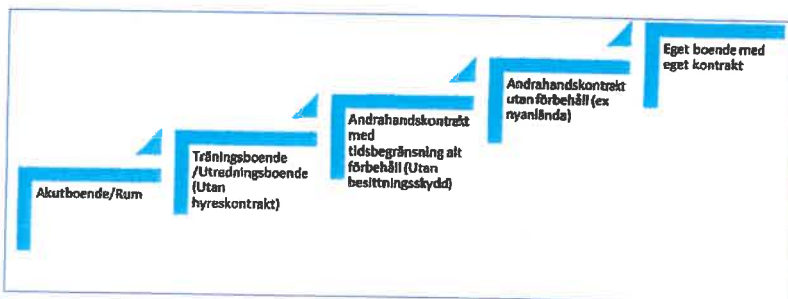 Akutboende/Rum
Träningsboende
/Utredningsboende
(Utan
hyreskontrakt)
Andrahandskontrakt
med
tidsbegränsning alt
förbehåll (Utan
besittningsskydd)
Andrahandskontrakt
utan förbehåll (ex
nyanlända)
Eget boende med
eget kontrakt